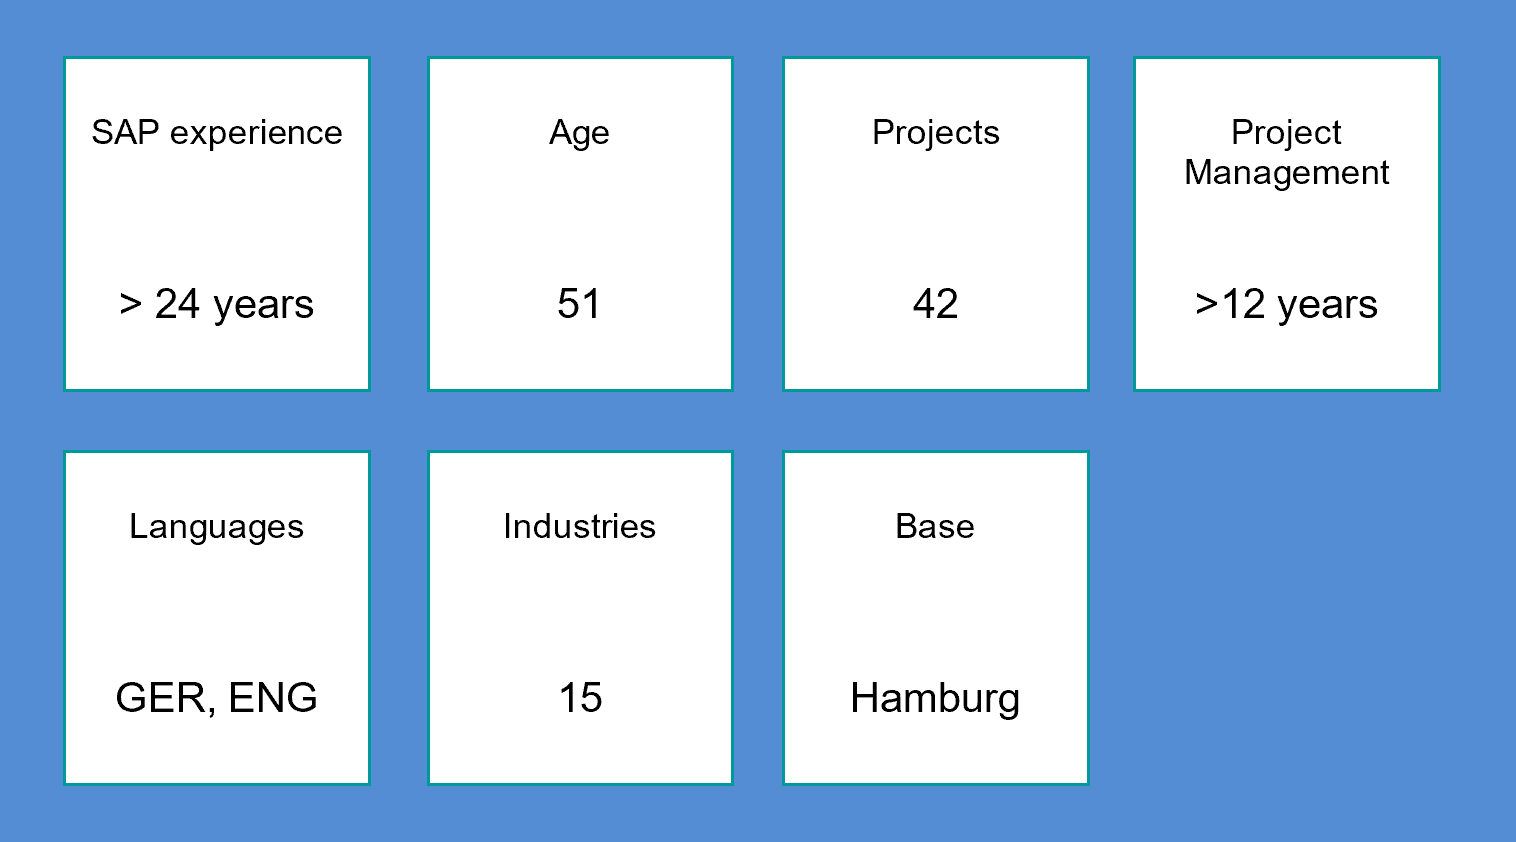 SAP experience
> 24 years
Age
51
Projects
42
Project
Management
>12 years
Languages
GER, ENG
Industries
15
Base
Hamburg